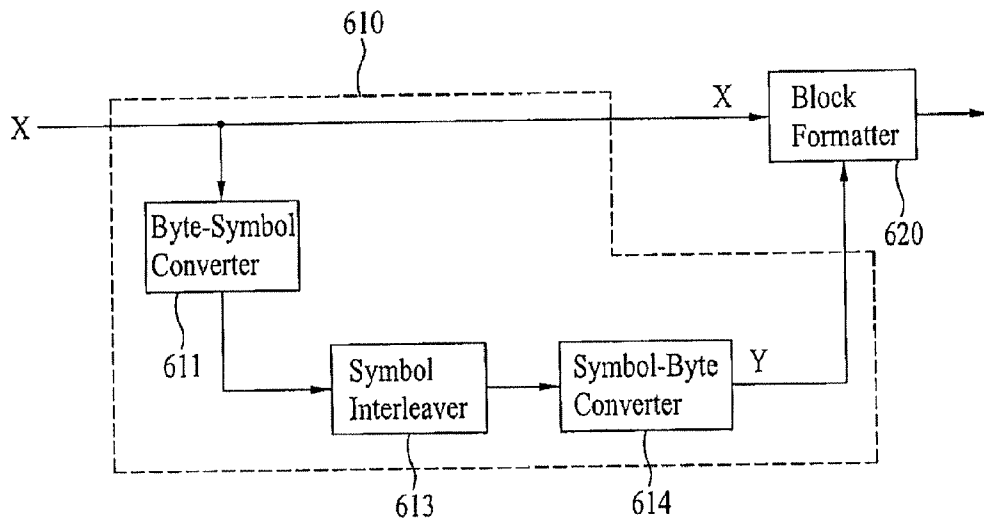 610
X
X
Block
Formatter
620
Byte-Symbol
Converter
611
Symbol
Interleaver
613
Symbol-Byte
Converter
614
Y